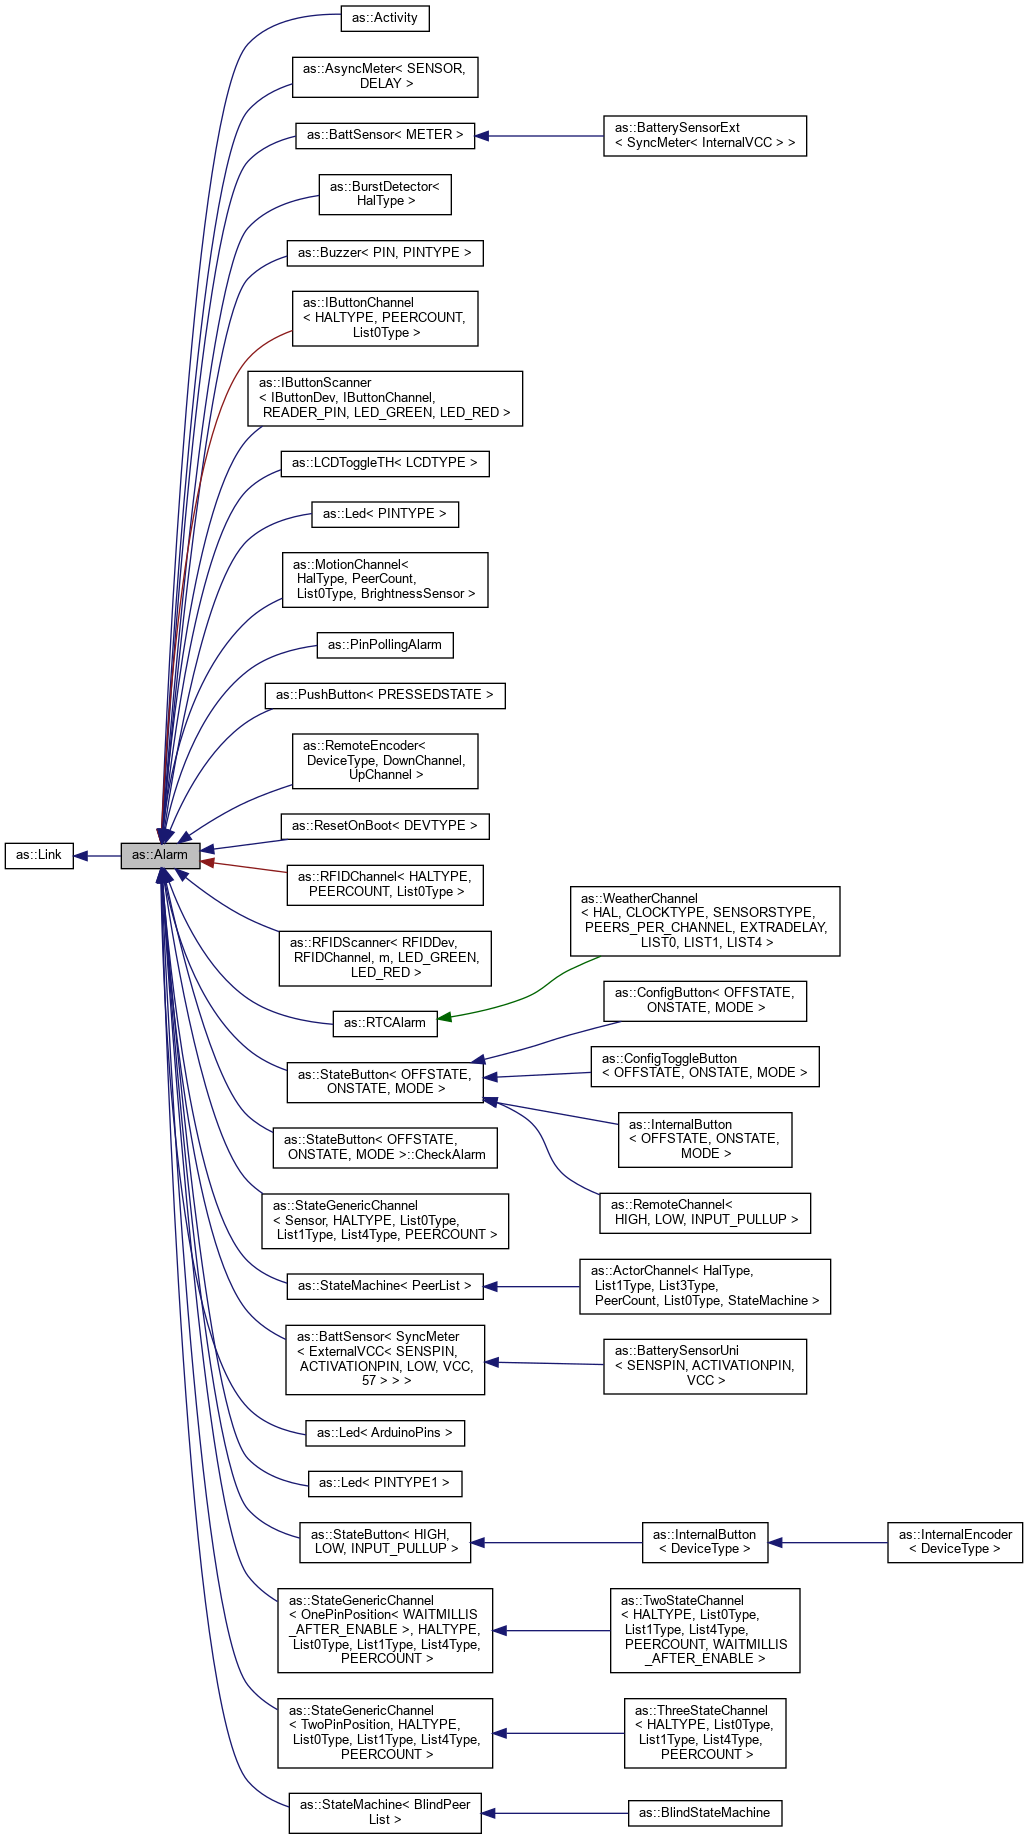 as::Activity
as::AsyncMeter< SENSOR,
DELAY >
as::BattSensor< METER >
as::BatterySensorExt
< SyncMeter< InternalVCC > >
as::BurstDetector<
HalType >
as::Buzzer< PIN, PINTYPE >
as::IButtonChannel
< HALTYPE, PEERCOUNT,
List0Type >
as::IButtonScanner
< IButtonDev, IButtonChannel,
READER_PIN, LED_GREEN, LED_RED >
as::LCDToggleTH< LCDTYPE >
as::Led< PINTYPE >
as::MotionChannel<
HalType, PeerCount,
List0Type, BrightnessSensor >
as::PinPollingAlarm
as::PushButton< PRESSEDSTATE >
as::RemoteEncoder<
DeviceType, DownChannel,
UpChannel >
as::ResetOnBoot< DEVTYPE >
as::Link
as::Alarm
as::RFIDChannel< HALTYPE,
PEERCOUNT, List0Type >
as::WeatherChannel
< HAL, CLOCKTYPE, SENSORSTYPE,
PEERS_PER_CHANNEL, EXTRADELAY,
LIST0, LIST1, LIST4 >
as::RFIDScanner< RFIDDev,
RFIDChannel, m, LED_GREEN,
LED_RED >
as::RTCAlarm
as::ConfigButton< OFFSTATE,
ONSTATE, MODE >
as::StateButton< OFFSTATE,
ONSTATE, MODE >
as::ConfigToggleButton
< OFFSTATE, ONSTATE, MODE >
as::InternalButton
< OFFSTATE, ONSTATE,
MODE >
as::StateButton< OFFSTATE,
ONSTATE, MODE >::CheckAlarm
as::RemoteChannel<
HIGH, LOW, INPUT_PULLUP >
as::StateGenericChannel
< Sensor, HALTYPE, List0Type,
List1Type, List4Type, PEERCOUNT >
as::StateMachine< PeerList >
as::ActorChannel< HalType,
List1Type, List3Type,
PeerCount, List0Type, StateMachine >
as::BattSensor< SyncMeter
< ExternalVCC< SENSPIN,
ACTIVATIONPIN, LOW, VCC,
57 > > >
as::BatterySensorUni
< SENSPIN, ACTIVATIONPIN,
VCC >
as::Led< ArduinoPins >
as::Led< PINTYPE1 >
as::StateButton< HIGH,
LOW, INPUT_PULLUP >
as::InternalButton
< DeviceType >
as::InternalEncoder
< DeviceType >
as::StateGenericChannel
< OnePinPosition< WAITMILLIS
_AFTER_ENABLE >, HALTYPE,
List0Type, List1Type, List4Type,
PEERCOUNT >
as::TwoStateChannel
< HALTYPE, List0Type,
List1Type, List4Type,
PEERCOUNT, WAITMILLIS
_AFTER_ENABLE >
as::StateGenericChannel
< TwoPinPosition, HALTYPE,
List0Type, List1Type, List4Type,
PEERCOUNT >
as::ThreeStateChannel
< HALTYPE, List0Type,
List1Type, List4Type,
PEERCOUNT >
as::StateMachine< BlindPeer
List >
as::BlindStateMachine